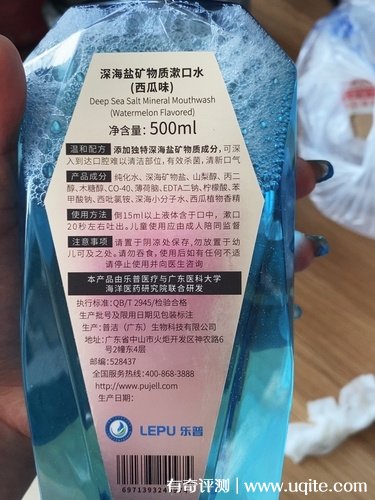 深海盐矿物质漱口水
(西瓜味)
Deep Sea Salt Mineral Mouthwash
(Watermelon Flavored)
净含量: 500ml
温和配方 添加独特深海盐矿物质成分, 可深
入到达口腔难以清洁部位, 有效杀菌, 清新口气
产品成分 纯化水、深海矿物盐、山梨醇、丙二
醇、木糖醇、CO-40、薄荷脑、EDTA二钠、柠檬酸、苯
甲酸钠、西吡氯铵、深海小分子水、西瓜植物香精
使用方法 倒15ml以上液体含于口中, 漱口
20秒左右吐出。儿童使用应由成人陪同监督
注意事项 请置于阴凉处保存, 勿放置于幼
儿可及之处。请勿吞食, 使用后如有任何不适
请停止使用并向医生咨询
本产品由乐普医疗与广东医科大学
海洋医药研究院联合研发
执行标准: QB/T 2945/检验合格
生产批号及限用日期见包装标注
生产商: 普洁（广东）生物科技有限公司
地址: 广东省中山市火炬开发区神农路6
号2幢东4层
邮编: 528437
全国服务热线: 400-868-3888
http://www.pujell.com
生产日期:
LEPU 乐普
有奇评测 | www.uqite.com